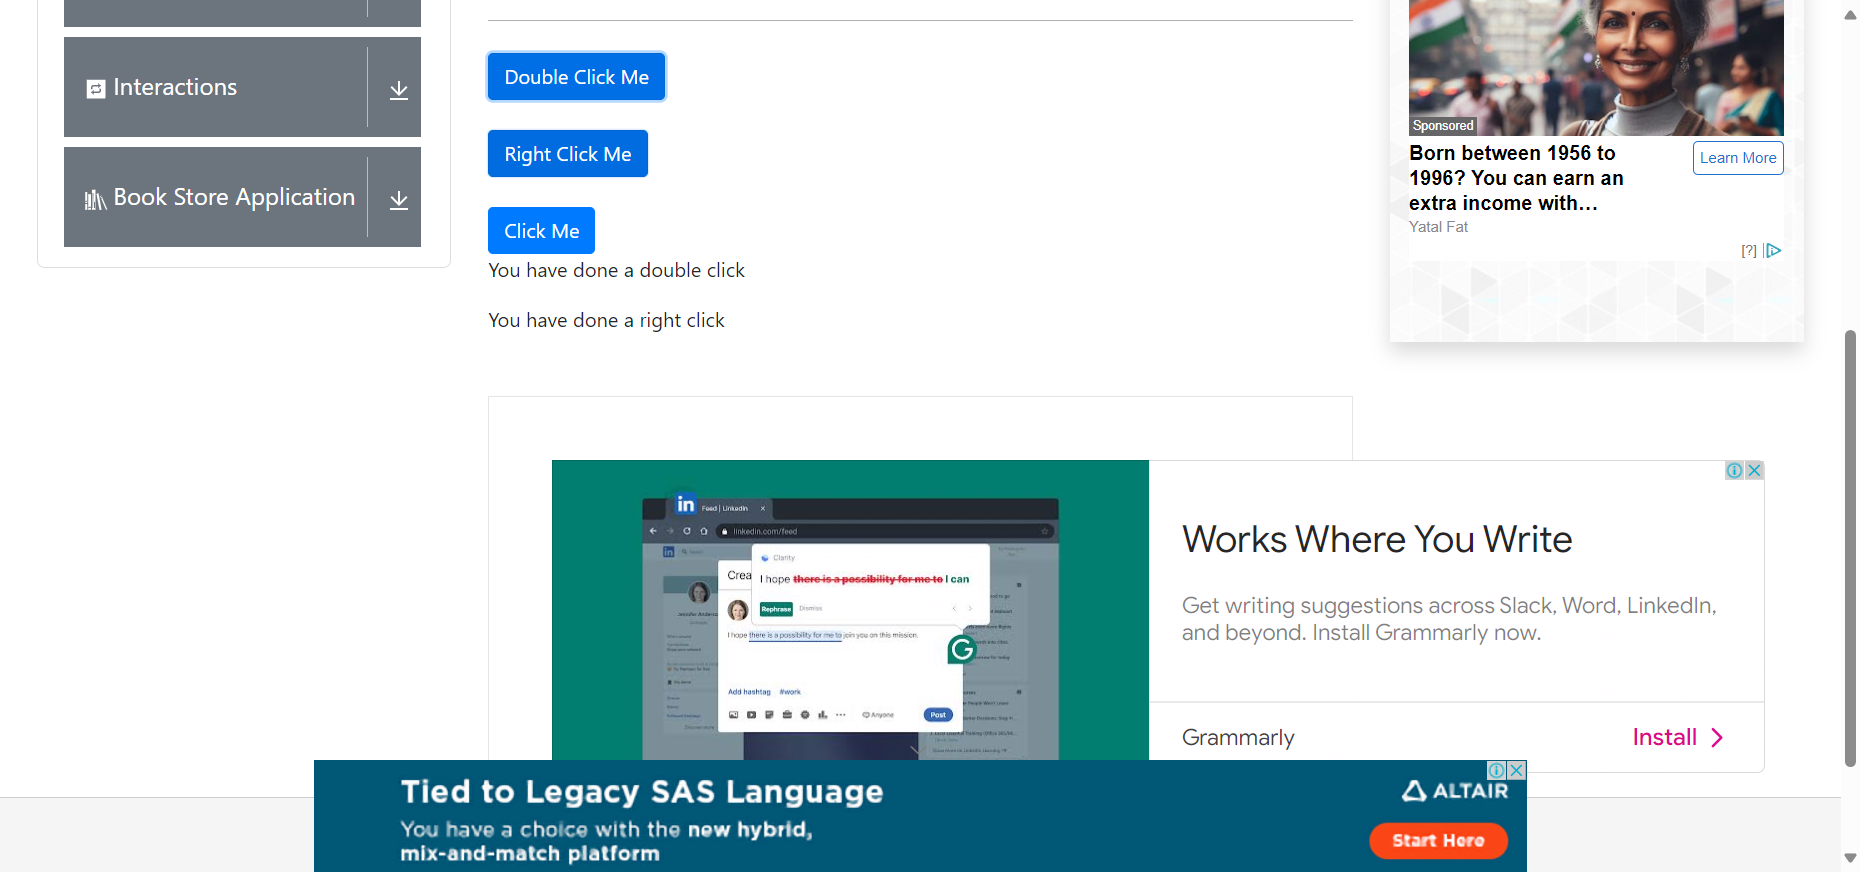 Interactions
Book Store Application
Double Click Me
Right Click Me
Click Me
You have done a double click
You have done a right click
Sponsored
Born between 1956 to
1996? You can earn an
extra income with...
Learn More
Yatal Fat
[?]
in Feed | LinkedIn ×
linkedin.com/feed
in
Clarity
Crea
I hope there is a possibility for me to I can
Rephrase Dismiss
I hope there is a possibility for me to join you on this mission.
G
Add hashtag #work
Anyone
Post
Works Where You Write
Get writing suggestions across Slack, Word, LinkedIn,
and beyond. Install Grammarly now.
Grammarly
Install
Tied to Legacy SAS Language
You have a choice with the new hybrid,
mix-and-match platform
ALTAIR
Start Here